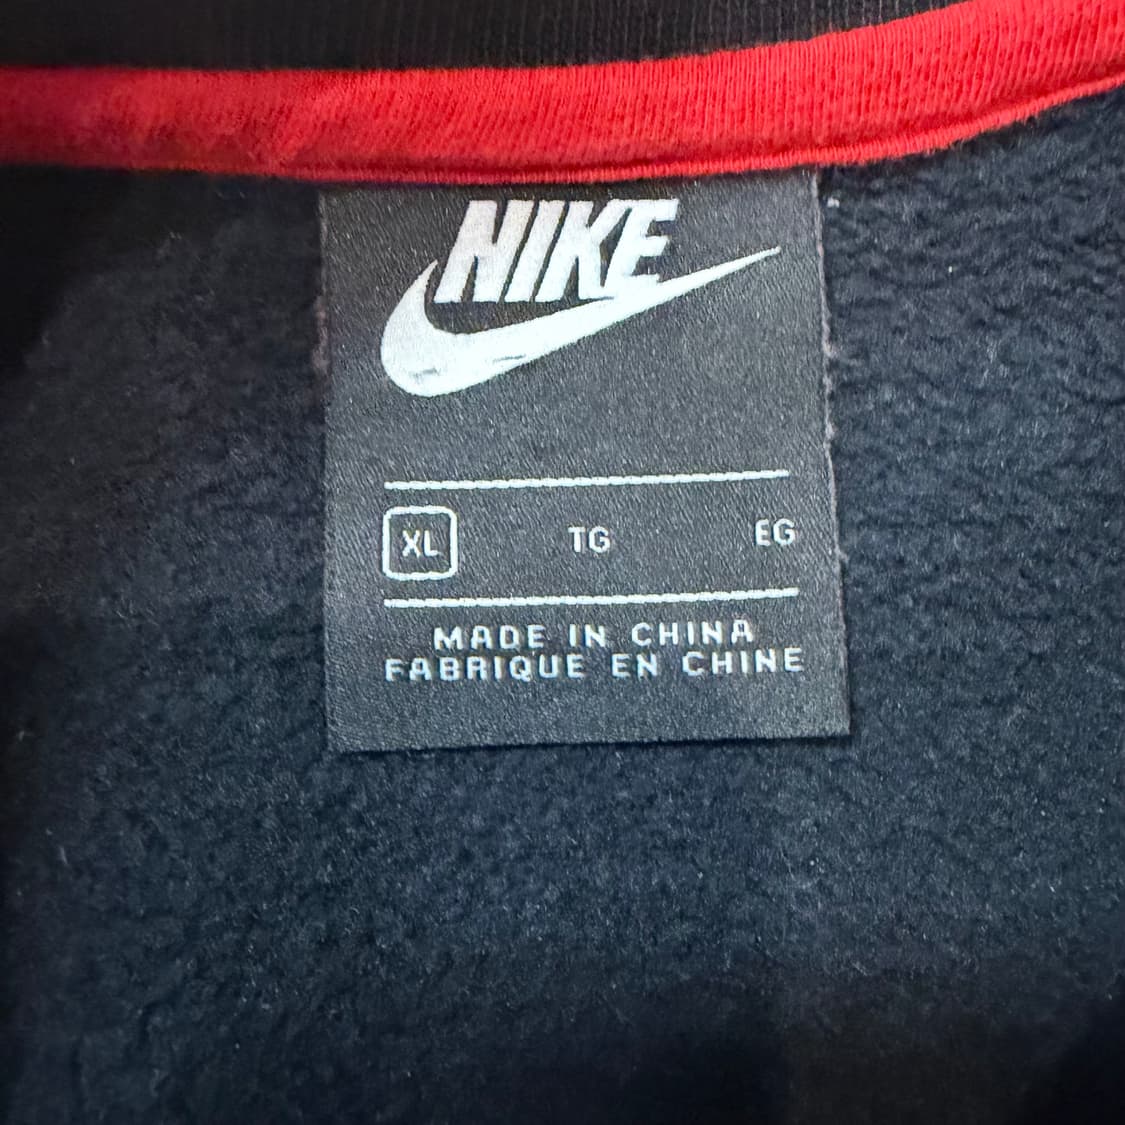 NIKE
XL TG EG
MADE IN CHINA
FABRIQUE EN CHINE